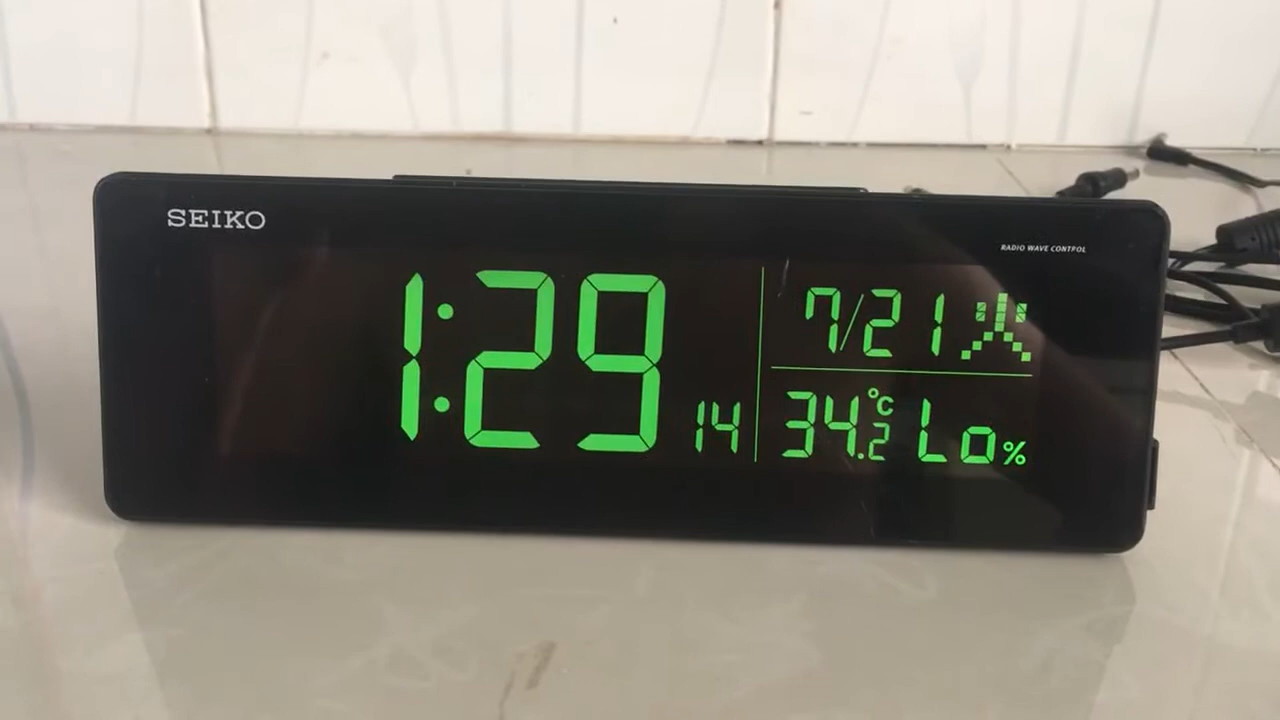 SEIKO
RADIO WAVE CONTROL
1:29 14
7/21 火
34.2 °C Lo %